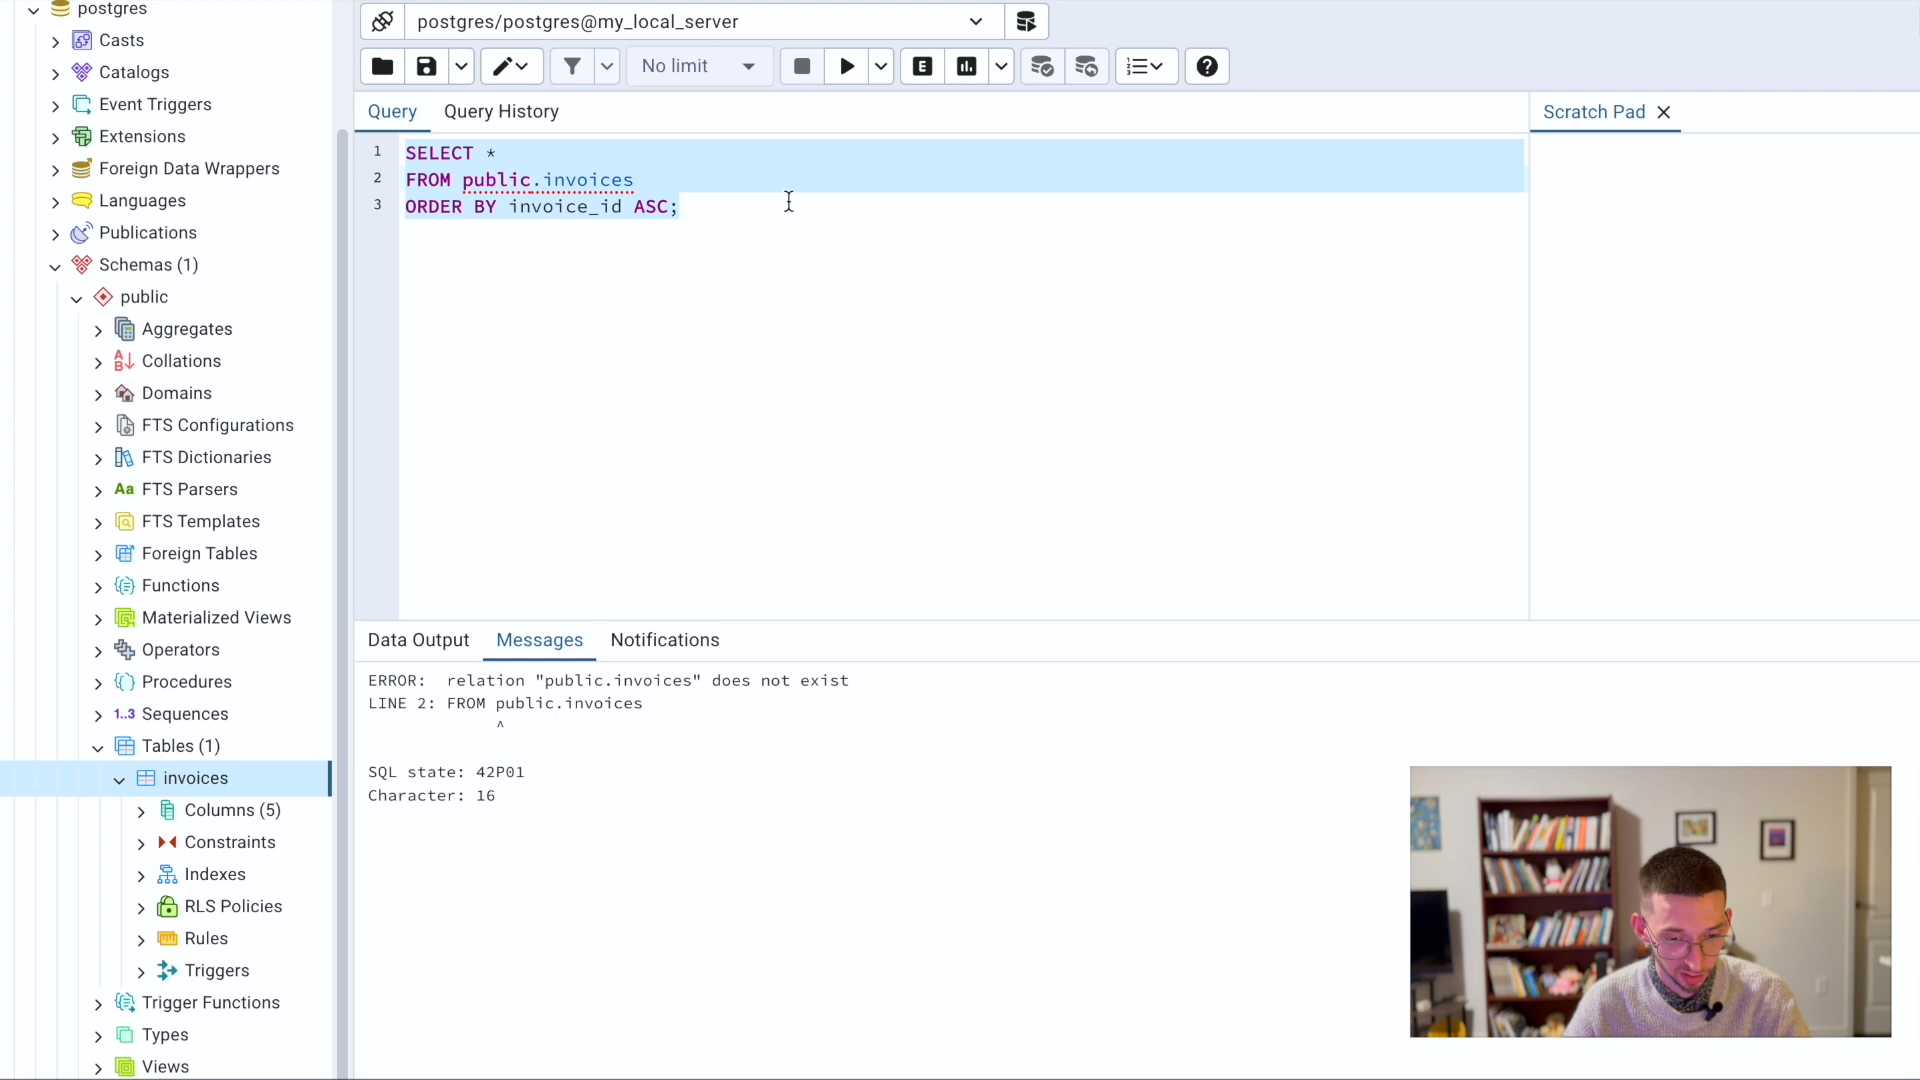 postgres
Casts
Catalogs
Event Triggers
Extensions
Foreign Data Wrappers
Languages
Publications
Schemas (1)
public
Aggregates
Collations
Domains
FTS Configurations
FTS Dictionaries
Aa FTS Parsers
FTS Templates
Foreign Tables
Functions
Materialized Views
Operators
Procedures
1..3 Sequences
Tables (1)
invoices
Columns (5)
Constraints
Indexes
RLS Policies
Rules
Triggers
Trigger Functions
Types
Views
postgres/postgres@my_local_server
No limit
E
Query Query History
Scratch Pad
1 SELECT *
2 FROM public.invoices
3 ORDER BY invoice_id ASC;
Data Output Messages Notifications
ERROR: relation "public.invoices" does not exist
LINE 2: FROM public.invoices
^
SQL state: 42P01
Character: 16